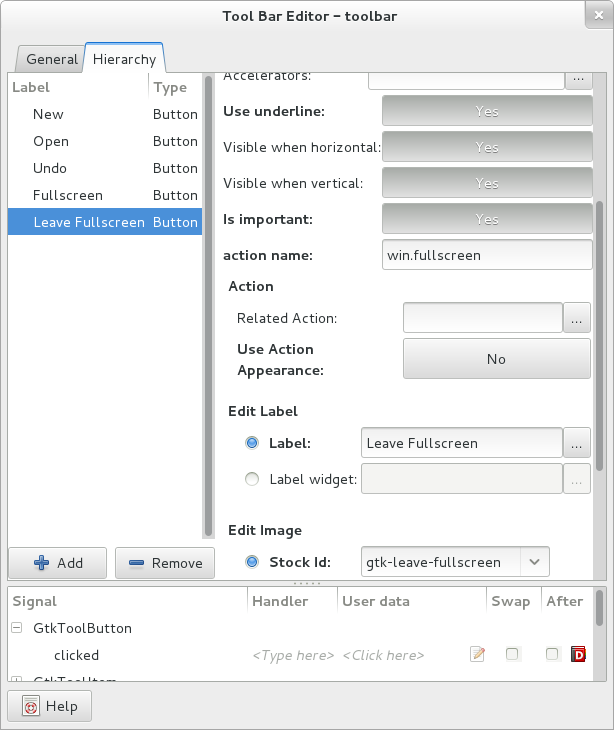 Tool Bar Editor – toolbar
General
Hierarchy
Label Type
New Button
Open Button
Undo Button
Fullscreen Button
Leave Fullscreen Button
Add
Remove
Accelerators:
...
Use underline: Yes
Visible when horizontal: Yes
Visible when vertical: Yes
Is important: Yes
action name: win.fullscreen
Action
Related Action: ...
Use Action
Appearance:
No
Edit Label
Label: Leave Fullscreen ...
Label widget: ...
Edit Image
Stock Id: gtk-leave-fullscreen
Signal Handler User data Swap After
GtkToolButton
clicked <Type here> <Click here> D
GtkToolItem
Help